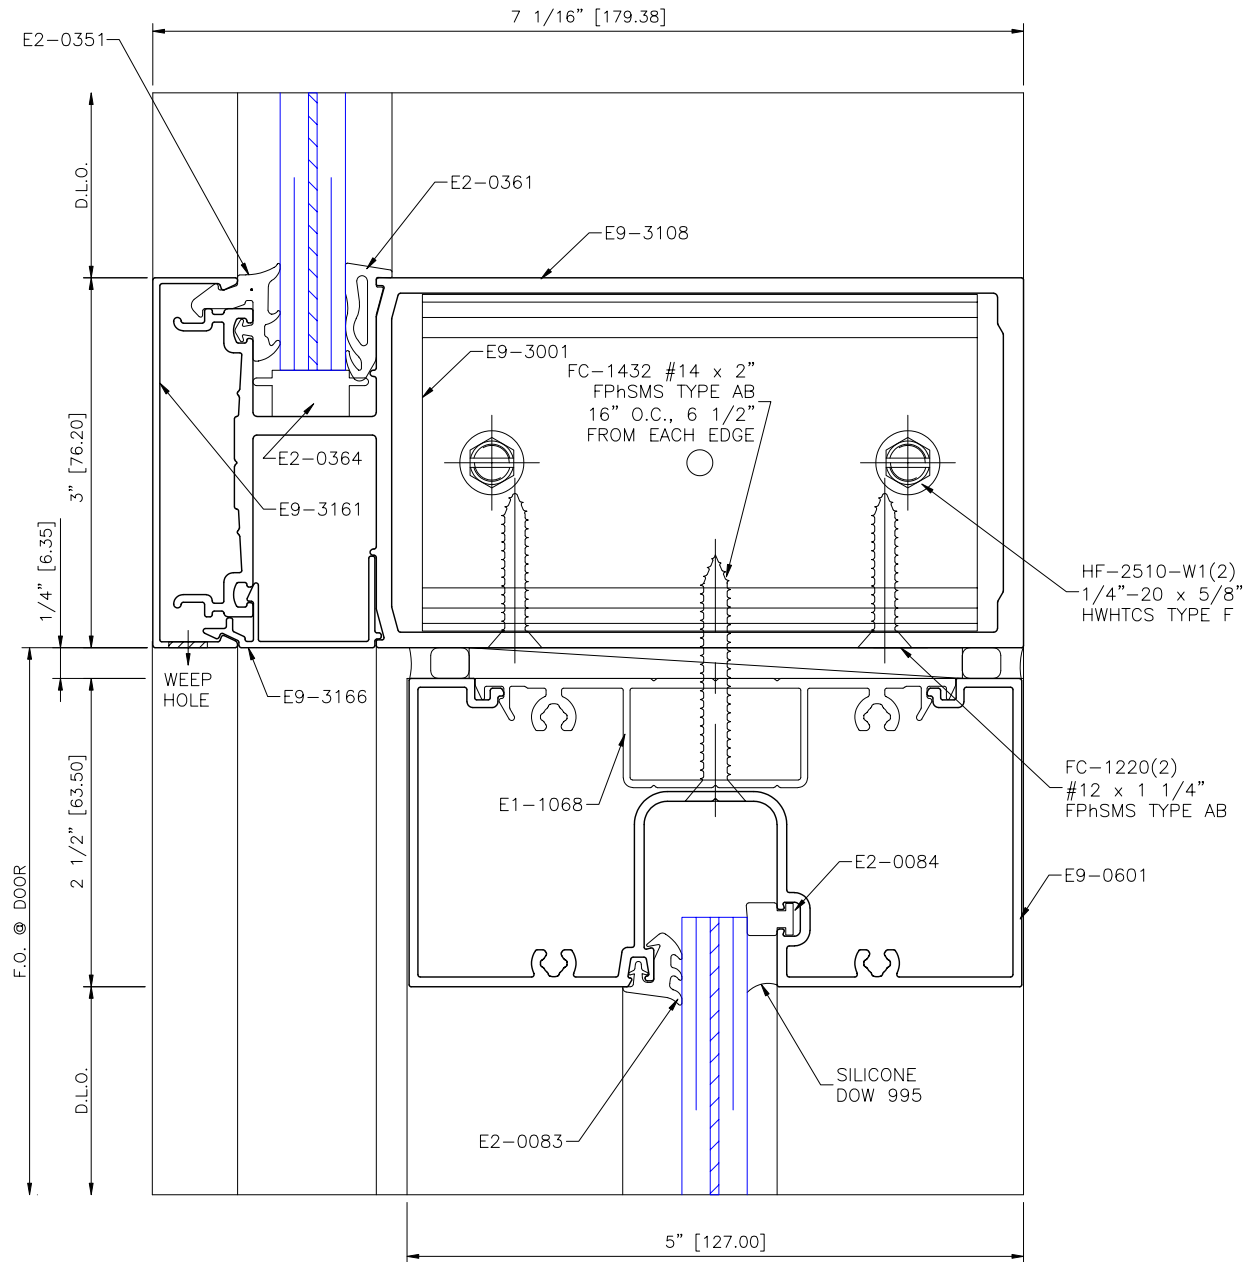 7 1/16” [179.38]
E2-0351
D.L.O.
E2-0361
E9-3108
E9-3001
FC-1432 #14 x 2”
FPhSMS TYPE AB
16” O.C., 6 1/2”
FROM EACH EDGE
3” [76.20]
E2-0364
E9-3161
1/4” [6.35]
HF-2510-W1(2)
1/4”-20 x 5/8”
HWHTCS TYPE F
WEEP
HOLE
E9-3166
FC-1220(2)
#12 x 1 1/4”
FPhSMS TYPE AB
E1-1068
2 1/2” [63.50]
E2-0084
E9-0601
F.O. @ DOOR
SILICONE
DOW 995
D.L.O.
E2-0083
5” [127.00]